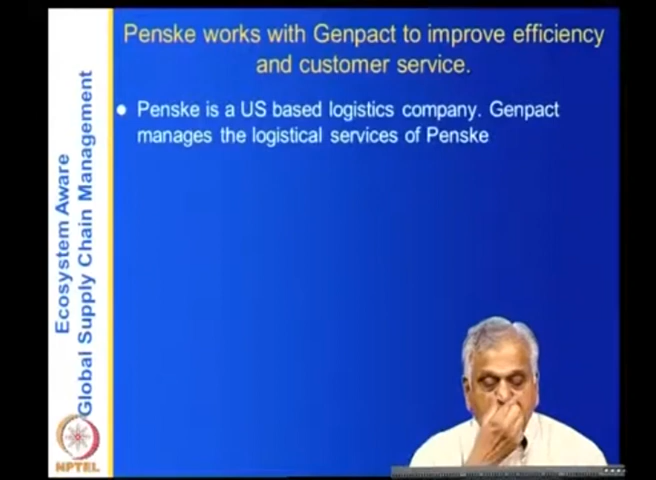 Penske works with Genpact to improve efficiency
and customer service.
Penske is a US based logistics company. Genpact
manages the logistical services of Penske
Ecosystem Aware
Global Supply Chain Management
NPTEL